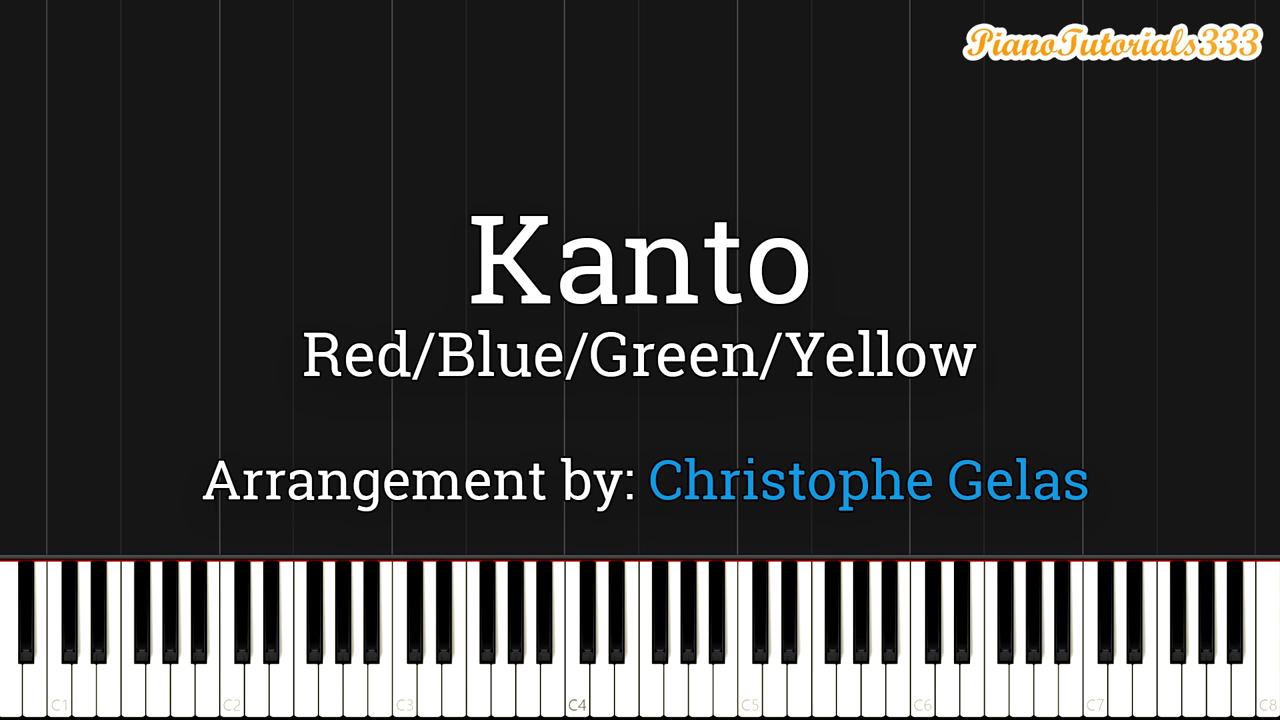 PianoTutorials333
Kanto
Red/Blue/Green/Yellow
Arrangement by: Christophe Gelas
C1 C2 C3 C4 C5 C6 C7 C8